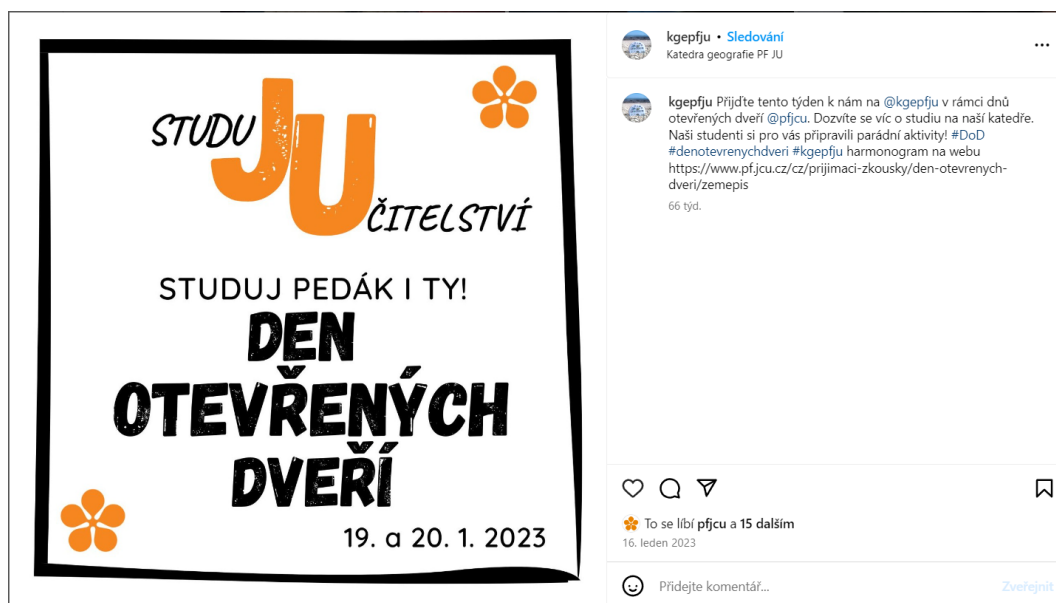 STUDU
JU
ČITELSTVÍ
STUDUJ PEDÁK I TY!
DEN
OTEVŘENÝCH
DVEŘÍ
19. a 20. 1. 2023
kgepfju • Sledování
Katedra geografie PF JU
kgepfju Přijďte tento týden k nám na @kgepfju v rámci dnů
otevřených dveří @pfjcu. Dozvíte se víc o studiu na naší katedře.
Naši studenti si pro vás připravili parádní aktivity! #DoD
#denotevrenychdveri #kgepfju harmonogram na webu
https://www.pf.jcu.cz/cz/prijimaci-zkousky/den-otevrenych-
dveri/zemepis
66 týd.
To se líbí pfjcu a 15 dalším
16. leden 2023
Přidejte komentář...
Zveřejnit